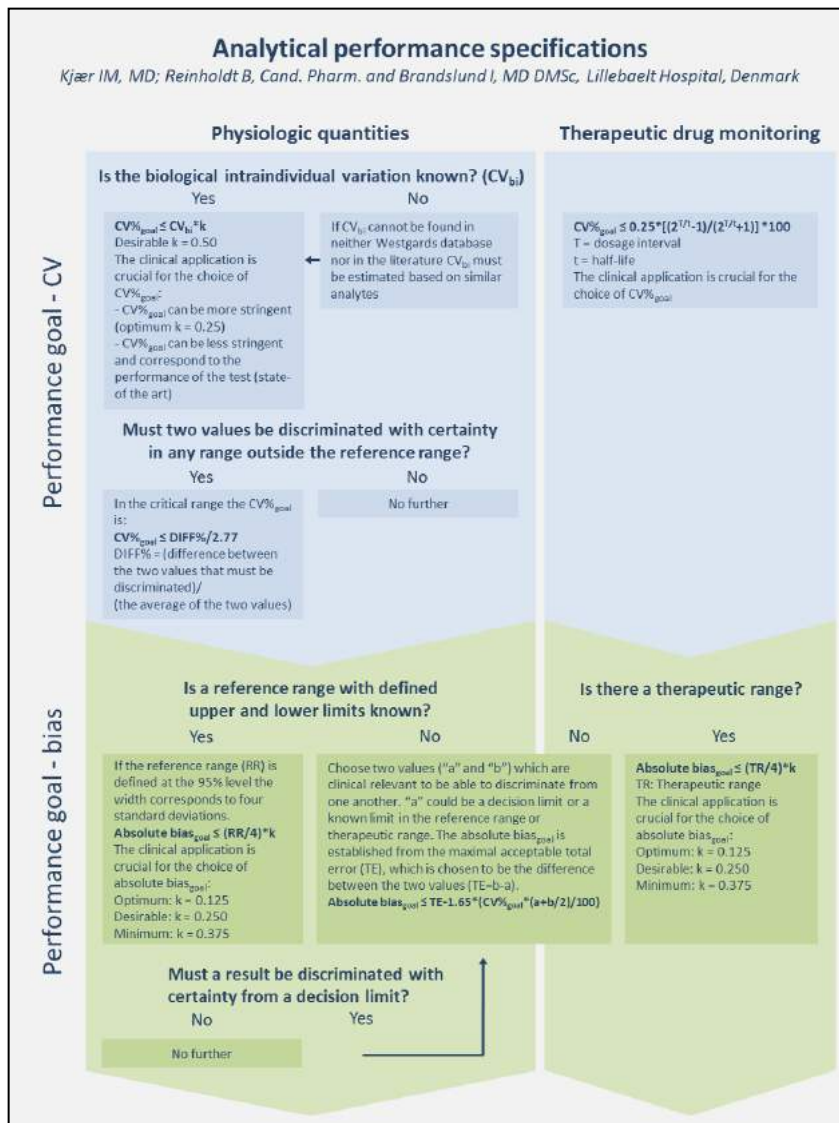 Analytical performance specifications
Kjær IM, MD; Reinholdt B, Cand. Pharm. and Brandslund I, MD DMSc, Lillebaelt Hospital, Denmark
Physiologic quantities
Therapeutic drug monitoring
Performance goal - CV
Is the biological intraindividual variation known? (CVbi)
Yes
No
CV%goal ≤ CVbi*k
Desirable k = 0.50
The clinical application is
crucial for the choice of
CV%goal:
- CV%goal can be more stringent
(optimum k = 0.25)
- CV%goal can be less stringent
and correspond to the
performance of the test (state-
of the art)
If CVbi cannot be found in
neither Westgards database
nor in the literature CVbi must
be estimated based on similar
analytes
CV%goal ≤ 0.25*[(2T/t-1)/(2T/t+1)] *100
T = dosage interval
t = half-life
The clinical application is crucial for the
choice of CV%goal
Must two values be discriminated with certainty
in any range outside the reference range?
Yes
No
In the critical range the CV%goal
is:
CV%goal ≤ DIFF%/2.77
DIFF% = (difference between
the two values that must be
discriminated)/
(the average of the two values)
No further
Performance goal - bias
Is a reference range with defined
upper and lower limits known?
Yes
No
Is there a therapeutic range?
No
Yes
If the reference range (RR) is
defined at the 95% level the
width corresponds to four
standard deviations.
Absolute biasgoal ≤ (RR/4)*k
The clinical application is
crucial for the choice of
absolute biasgoal:
Optimum: k = 0.125
Desirable: k = 0.250
Minimum: k = 0.375
Choose two values ("a" and "b") which are
clinical relevant to be able to discriminate from
one another. "a" could be a decision limit or a
known limit in the reference range or
therapeutic range. The absolute biasgoal is
established from the maximal acceptable total
error (TE), which is chosen to be the difference
between the two values (TE=b-a).
Absolute biasgoal ≤ TE-1.65*(CV%goal*(a+b/2)/100)
Absolute biasgoal ≤ (TR/4)*k
TR: Therapeutic range
The clinical application is
crucial for the choice of
absolute biasgoal:
Optimum: k = 0.125
Desirable: k = 0.250
Minimum: k = 0.375
Must a result be discriminated with
certainty from a decision limit?
No
Yes
No further